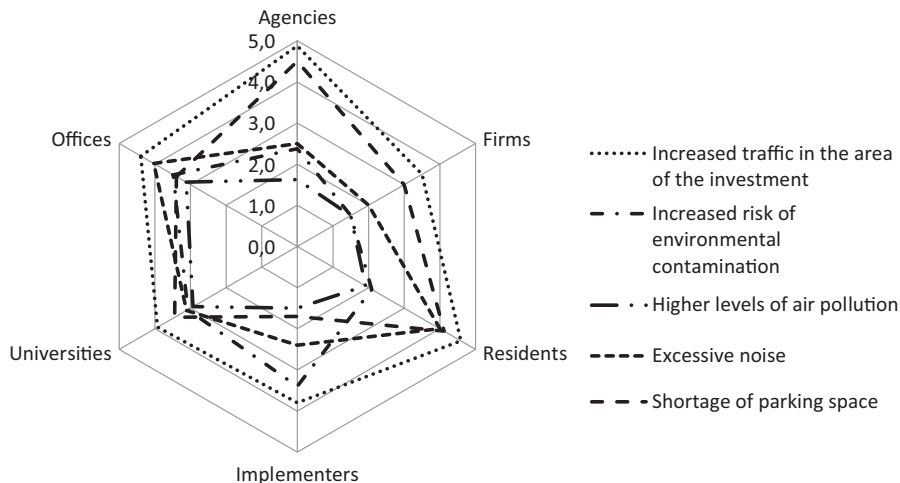 Agencies
5,0
4,0
3,0
2,0
1,0
0,0
Offices
Firms
Universities
Residents
Implementers
Increased traffic in the area
of the investment
Increased risk of
environmental
contamination
Higher levels of air pollution
Excessive noise
Shortage of parking space